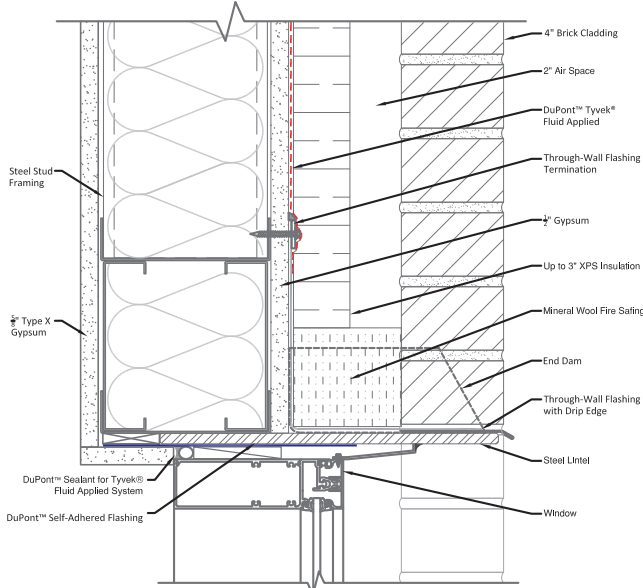 4" Brick Cladding
2" Air Space
DuPont™ Tyvek®
Fluid Applied
Through-Wall Flashing
Termination
½" Gypsum
Up to 3" XPS Insulation
Mineral Wool Fire Safing
End Dam
Through-Wall Flashing
with Drip Edge
Steel LIntel
WIndow
Steel Stud
Framing
⅝" Type X
Gypsum
DuPont™ Sealant for Tyvek®
Fluid Applied System
DuPont™ Self-Adhered Flashing